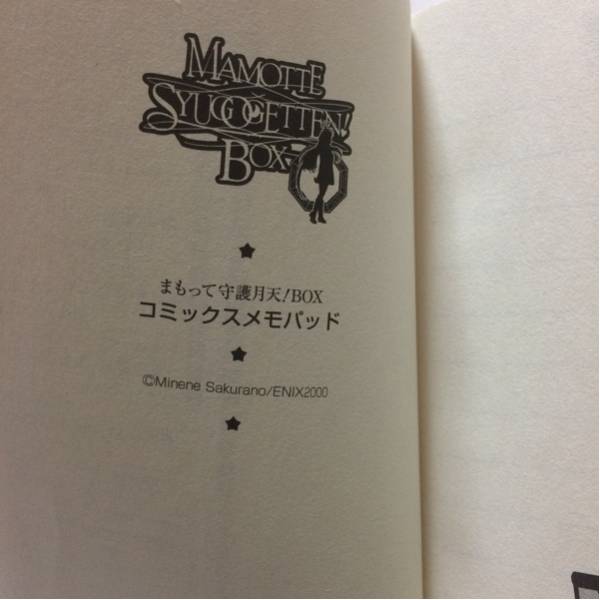 MAMOTTE
SYUGOGETTEN!
BOX
まもって守護月天!BOX
コミックスメモパッド
©Minene Sakurano/ENIX2000